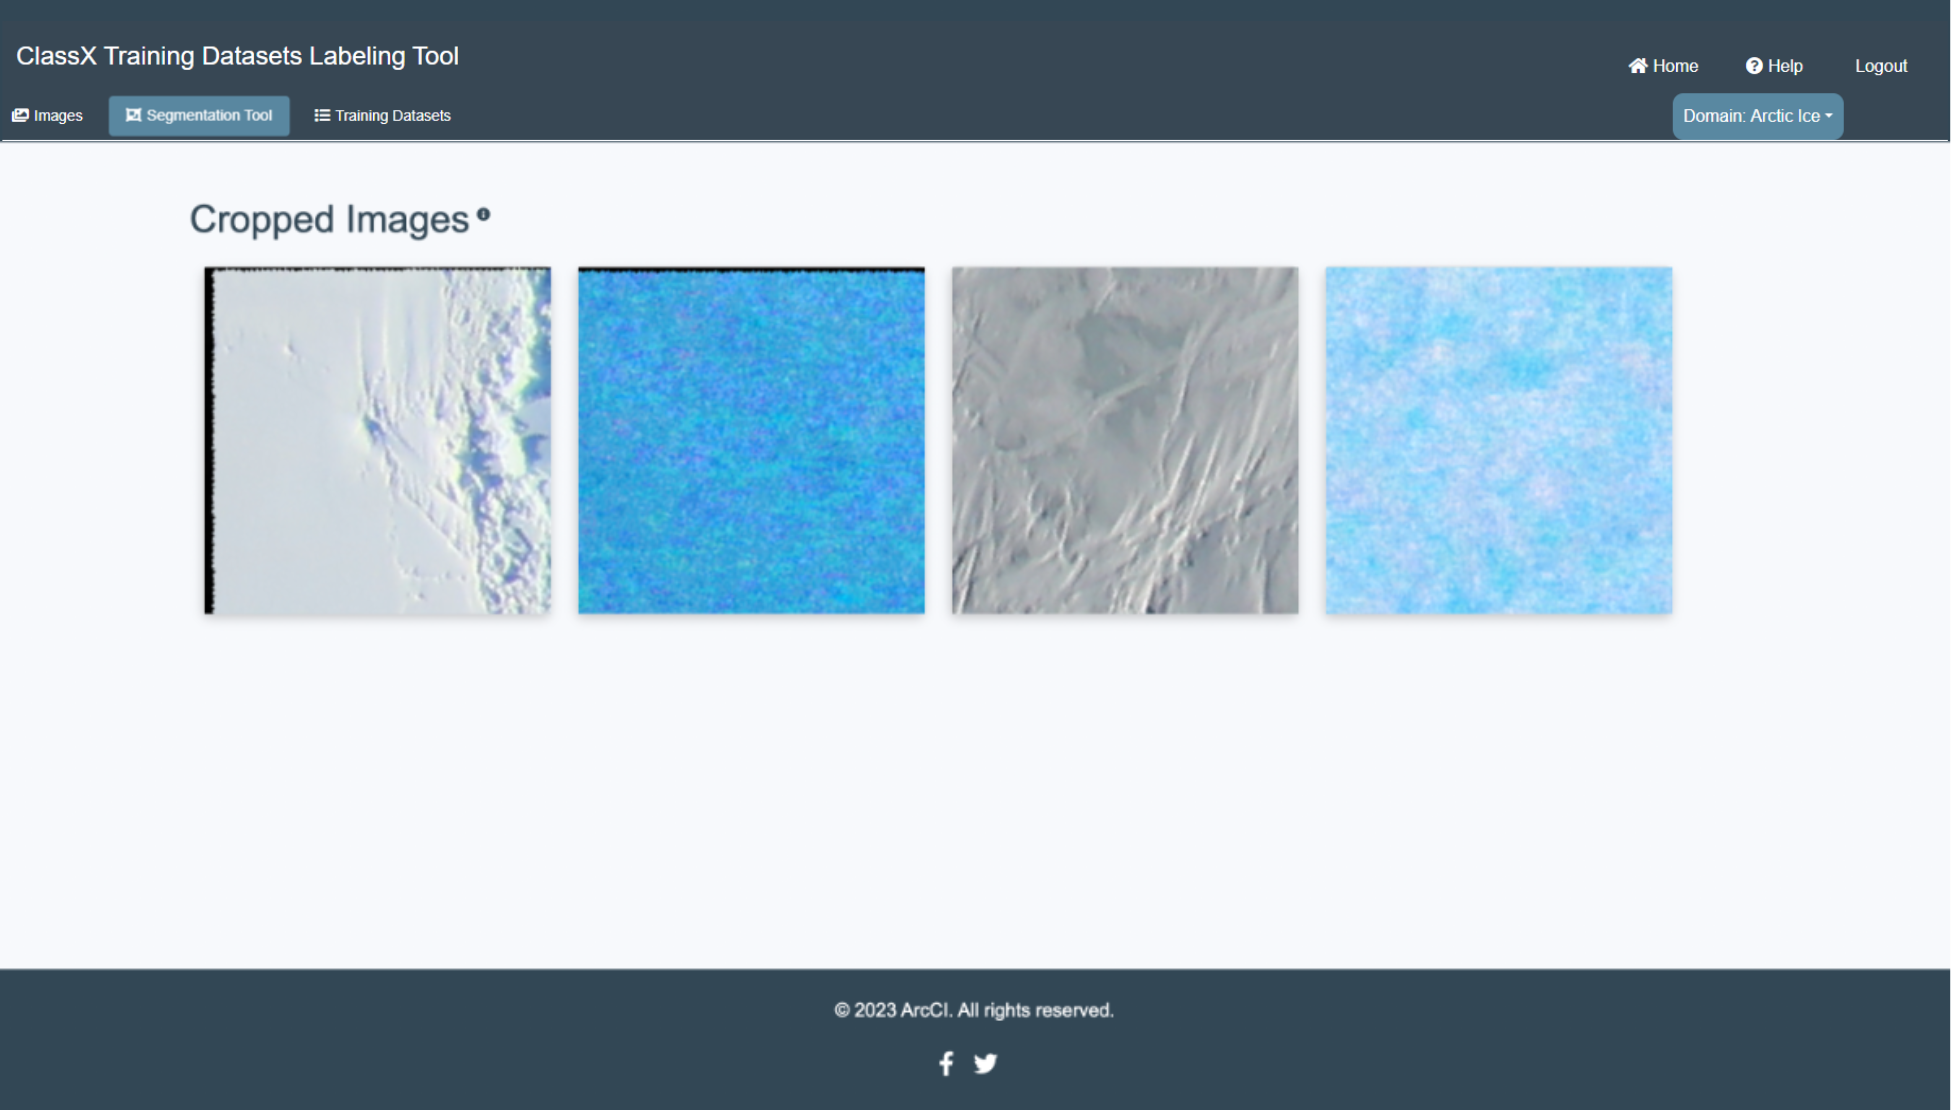 ClassX Training Datasets Labeling Tool
Home Help Logout
Images Segmentation Tool Training Datasets
Domain: Arctic Ice
Cropped Images
© 2023 ArcCI. All rights reserved.